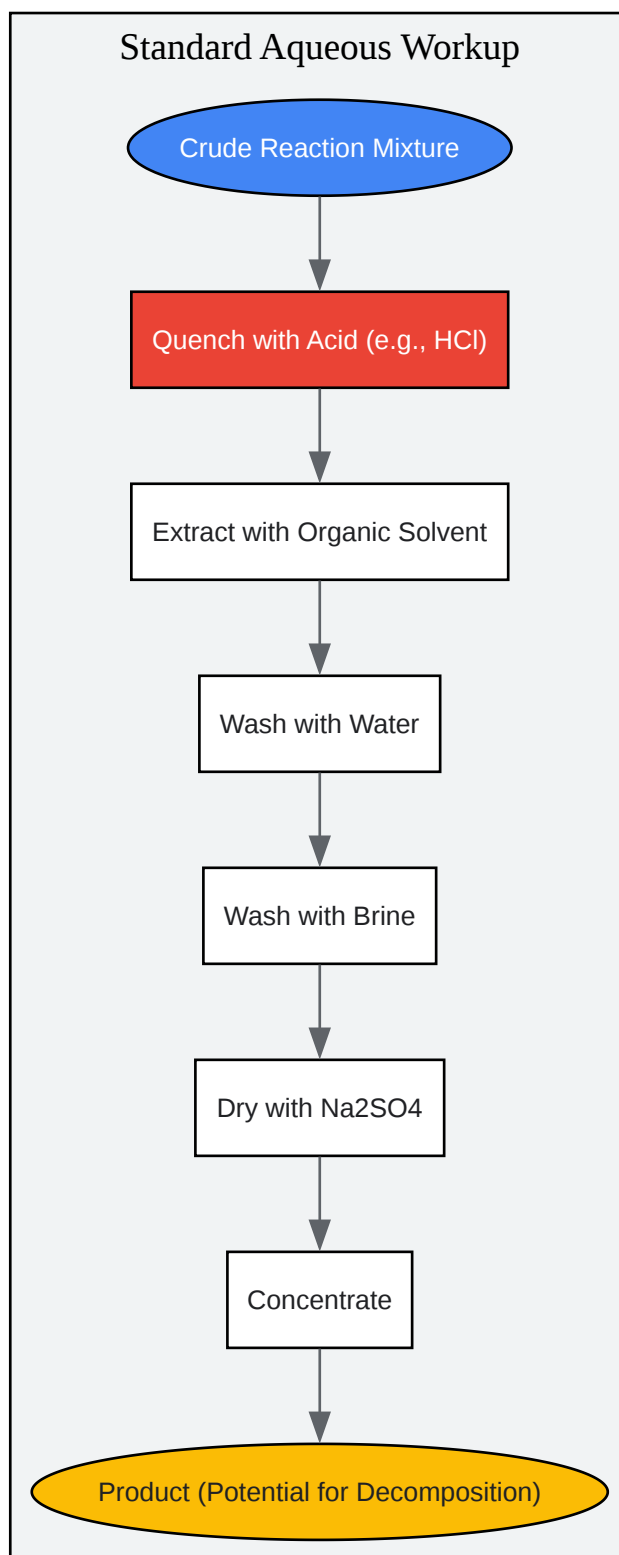 Standard Aqueous Workup
Crude Reaction Mixture
Quench with Acid (e.g., HCl)
Extract with Organic Solvent
Wash with Water
Wash with Brine
Dry with Na2SO4
Concentrate
Product (Potential for Decomposition)